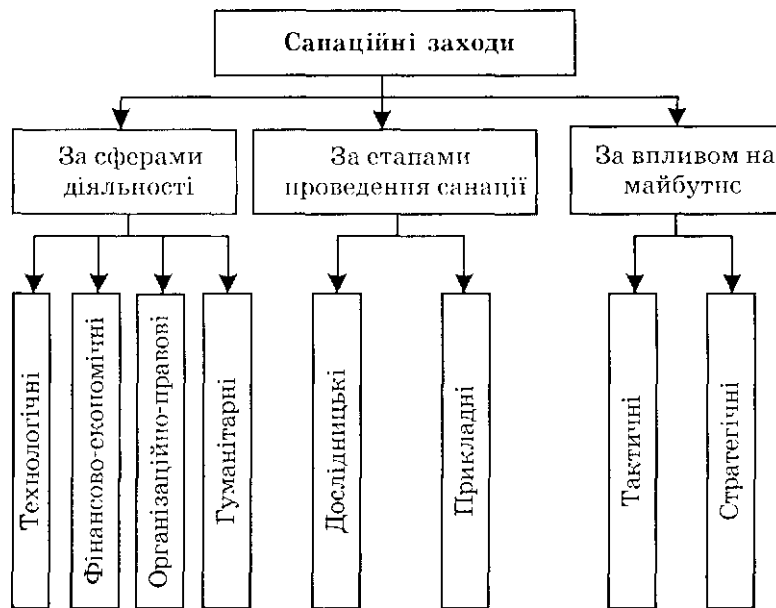 Санаційні заходи
За сферами
діяльності
За етапами
проведення санації
За впливом на
майбутнє
Технологічні
Фінансово-економічні
Організаційно-правові
Гуманітарні
Дослідницькі
Прикладні
Тактичні
Стратегічні